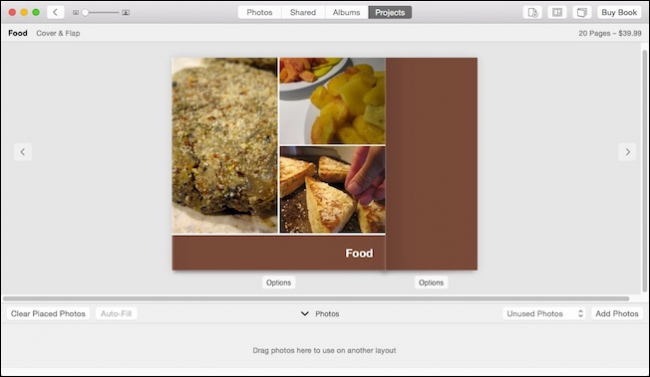 Photos Shared Albums Projects Buy Book
Food Cover & Flap 20 Pages – $39.99
Food
Options Options
Clear Placed Photos Auto-Fill Photos Unused Photos Add Photos
Drag photos here to use on another layout